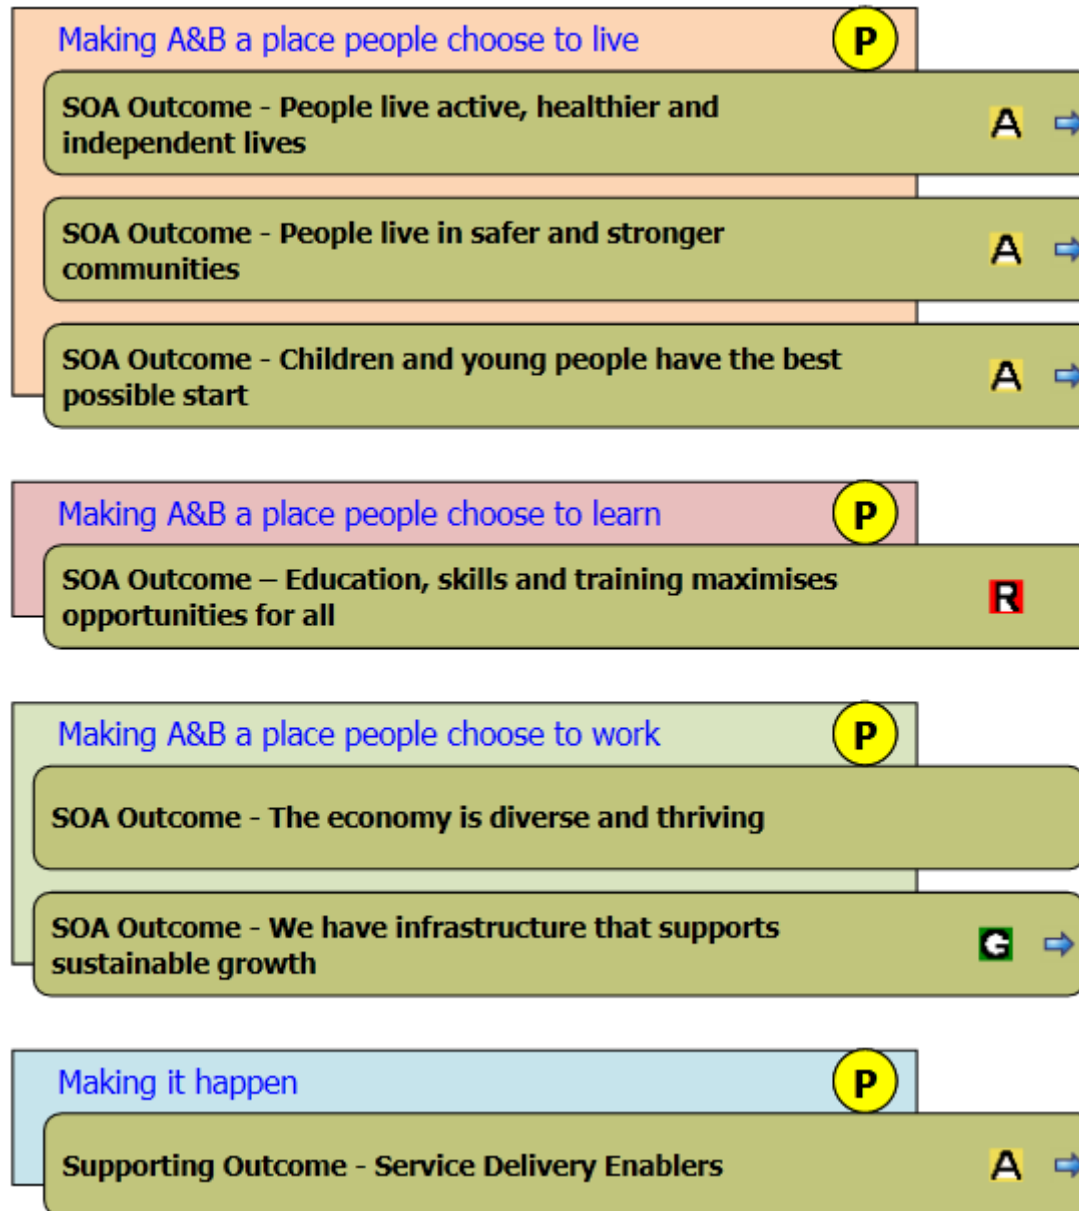 Making A&B a place people choose to live
P
SOA Outcome - People live active, healthier and
independent lives
A
SOA Outcome - People live in safer and stronger
communities
A
SOA Outcome - Children and young people have the best
possible start
A
Making A&B a place people choose to learn
P
SOA Outcome – Education, skills and training maximises
opportunities for all
R
Making A&B a place people choose to work
P
SOA Outcome - The economy is diverse and thriving
SOA Outcome - We have infrastructure that supports
sustainable growth
G
Making it happen
P
Supporting Outcome - Service Delivery Enablers
A